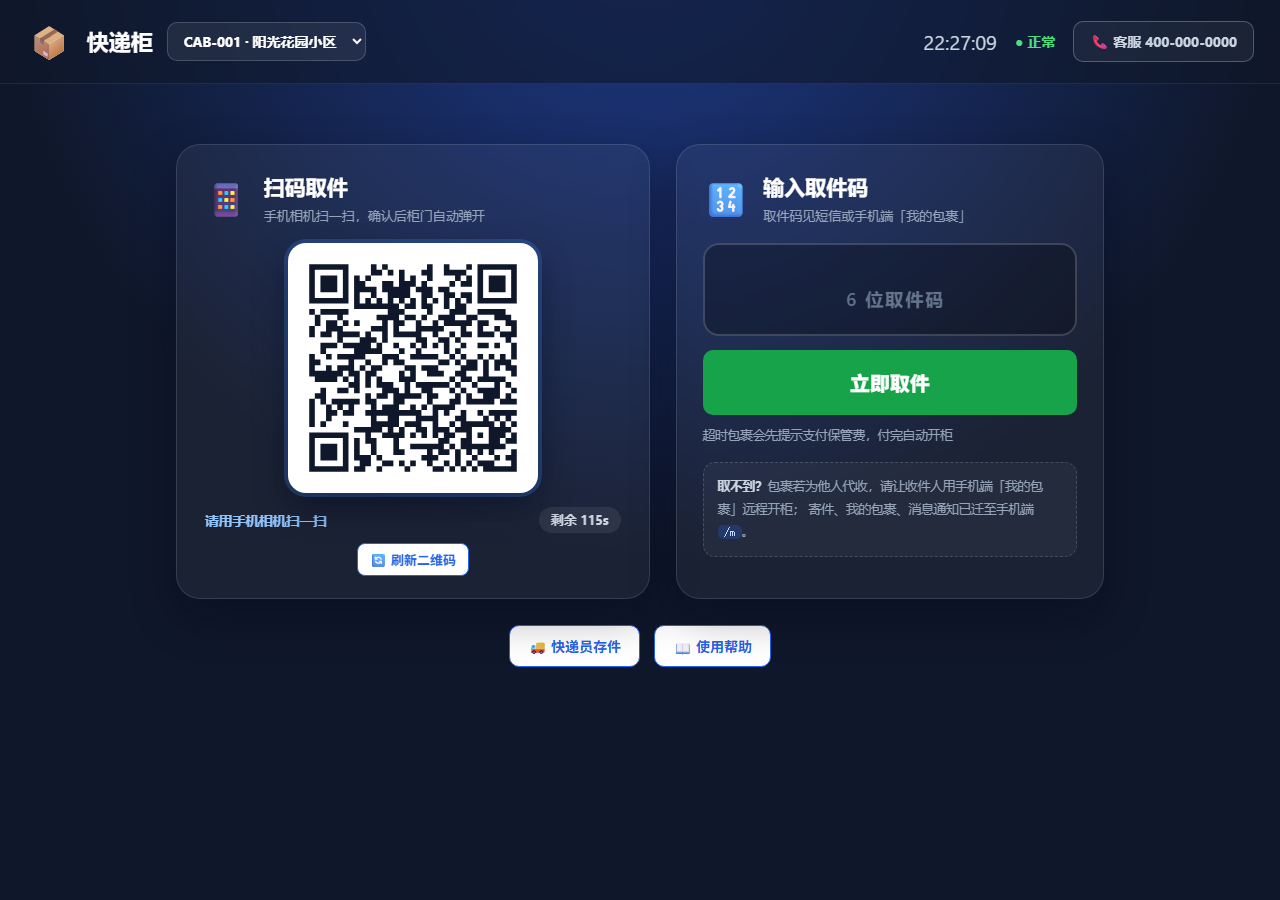 快递柜
CAB-001 · 阳光花园小区
22:27:09
正常
客服 400-000-0000
扫码取件
手机相机扫一扫，确认后柜门自动弹开
请用手机相机扫一扫
剩余 115s
刷新二维码
1 2
3 4
输入取件码
取件码见短信或手机端「我的包裹」
6 位取件码
立即取件
超时包裹会先提示支付保管费，付完自动开柜
取不到？包裹若为他人代收，请让收件人用手机端「我的包
裹」远程开柜； 寄件、我的包裹、消息通知已迁至手机端
/m 。
快递员存件
使用帮助